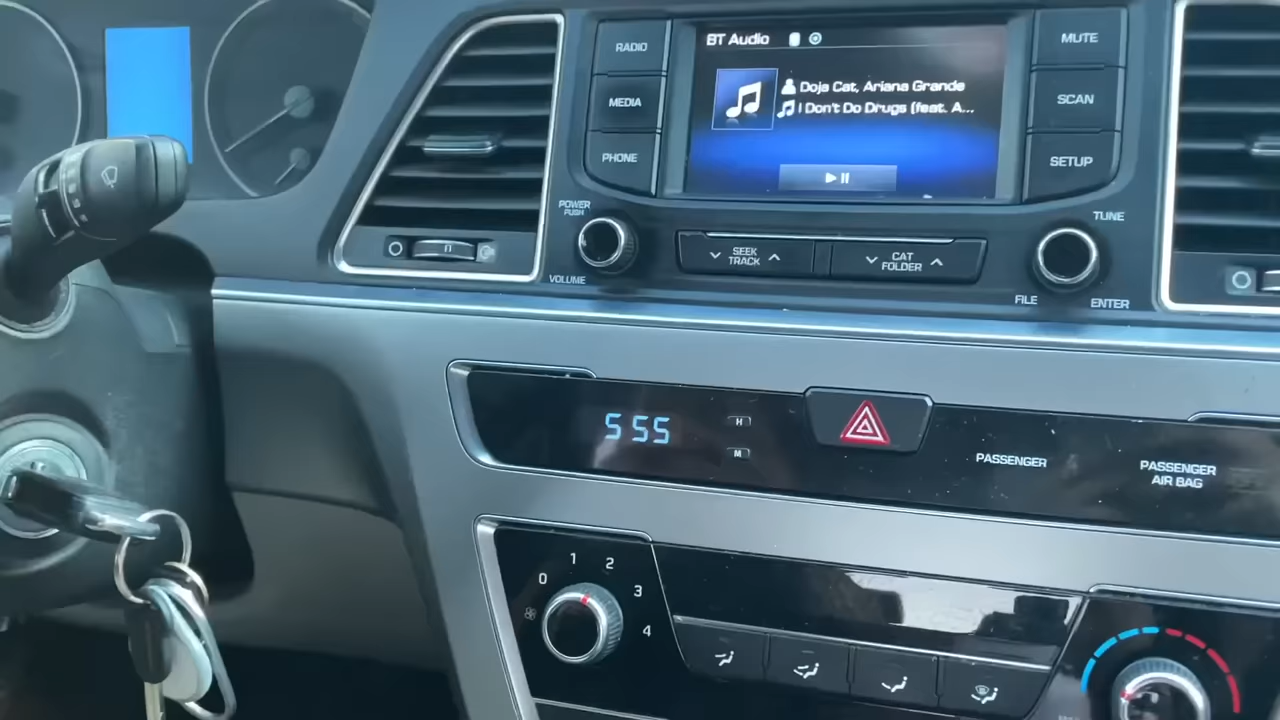 RADIO
MEDIA
PHONE
BT Audio
Doja Cat, Ariana Grande
I Don't Do Drugs (feat. A...
MUTE
SCAN
SETUP
POWER
PUSH
VOLUME
SEEK
TRACK
CAT
FOLDER
TUNE
FILE
ENTER
5 55
H
M
PASSENGER
PASSENGER
AIR BAG
0
1
2
3
4